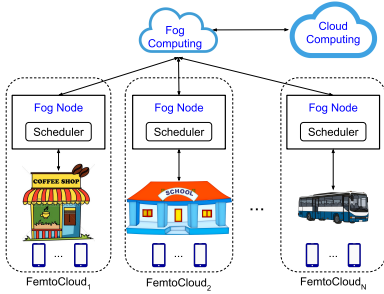 Fog
Computing
Cloud
Computing
Fog Node
Scheduler
Fog Node
Scheduler
Fog Node
Scheduler
COFFEE SHOP
SCHOOL
...
... ... ...
FemtoCloud1
FemtoCloud2
FemtoCloudN